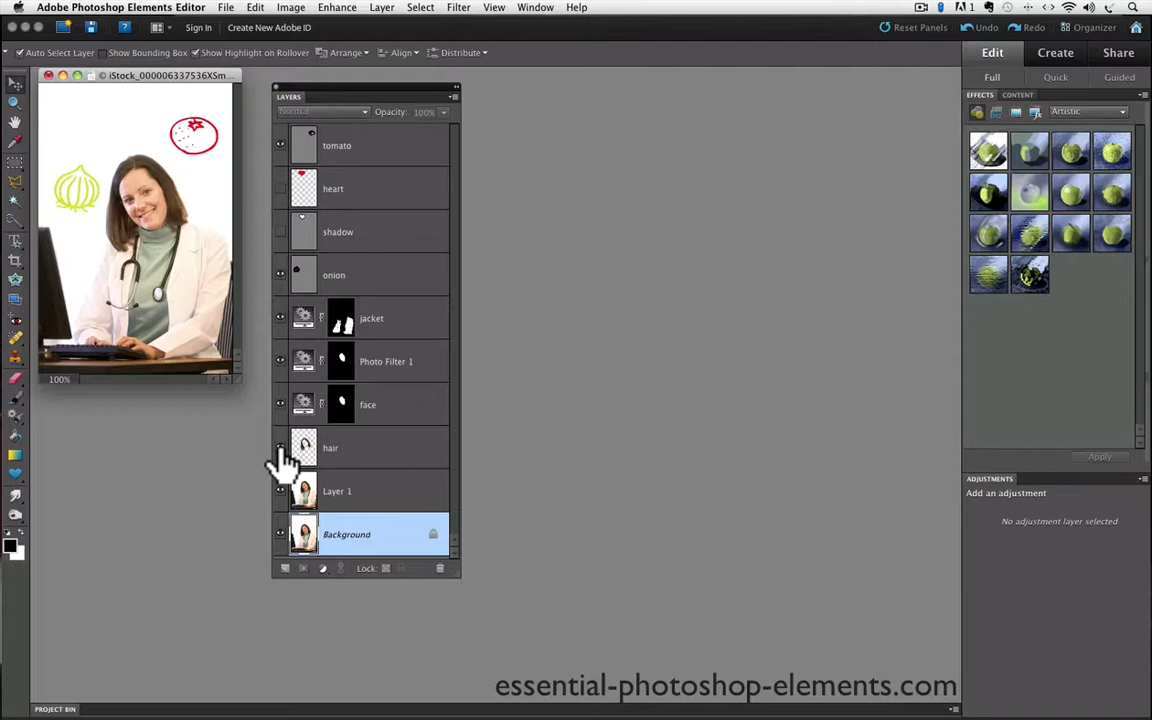 Adobe Photoshop Elements Editor File Edit Image Enhance Layer Select Filter View Window Help
Sign In Create New Adobe ID Reset Panels Undo Redo Organizer
Auto Select Layer Show Bounding Box Show Highlight on Rollover Arrange Align Distribute
Edit Create Share
© iStock_000006337536XSm...
Full Quick Guided
LAYERS
EFFECTS CONTENT
Normal Opacity: 100%
Artistic
tomato
heart
shadow
onion
jacket
Photo Filter 1
100%
face
hair
Apply
ADJUSTMENTS
Layer 1
Add an adjustment
No adjustment layer selected
Background
Lock:
essential-photoshop-elements.com
PROJECT BIN